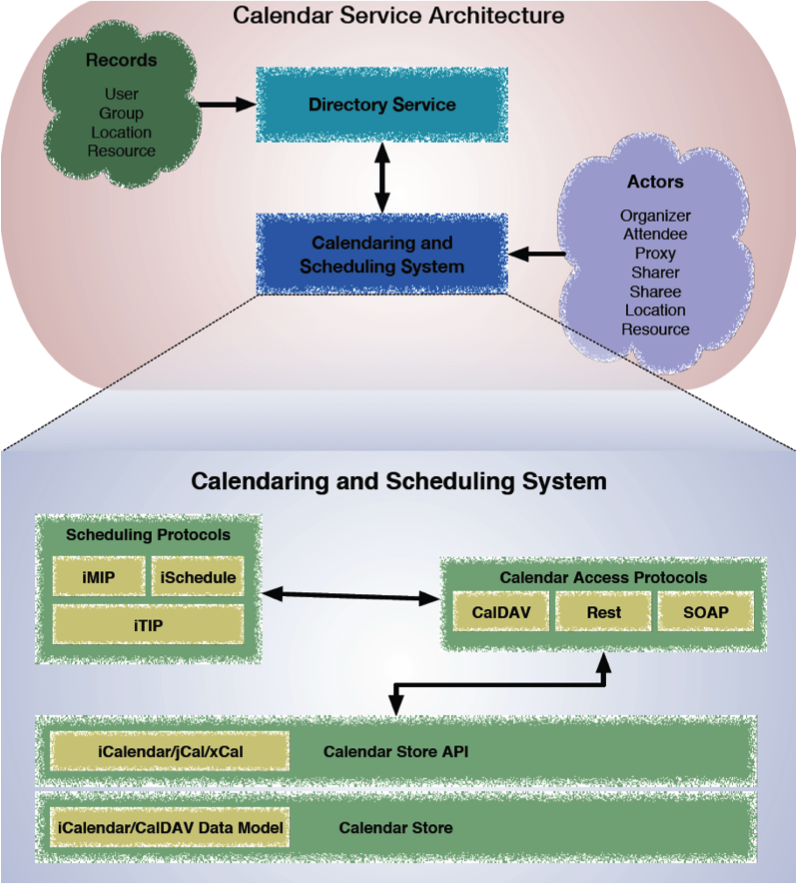 Calendar Service Architecture
Records
User
Group
Location
Resource
Directory Service
Actors
Organizer
Attendee
Proxy
Sharer
Sharee
Location
Resource
Calendaring and
Scheduling System
Calendaring and Scheduling System
Scheduling Protocols
iMIP
iSchedule
iTIP
Calendar Access Protocols
CalDAV
Rest
SOAP
iCalendar/jCal/xCal
Calendar Store API
iCalendar/CalDAV Data Model
Calendar Store